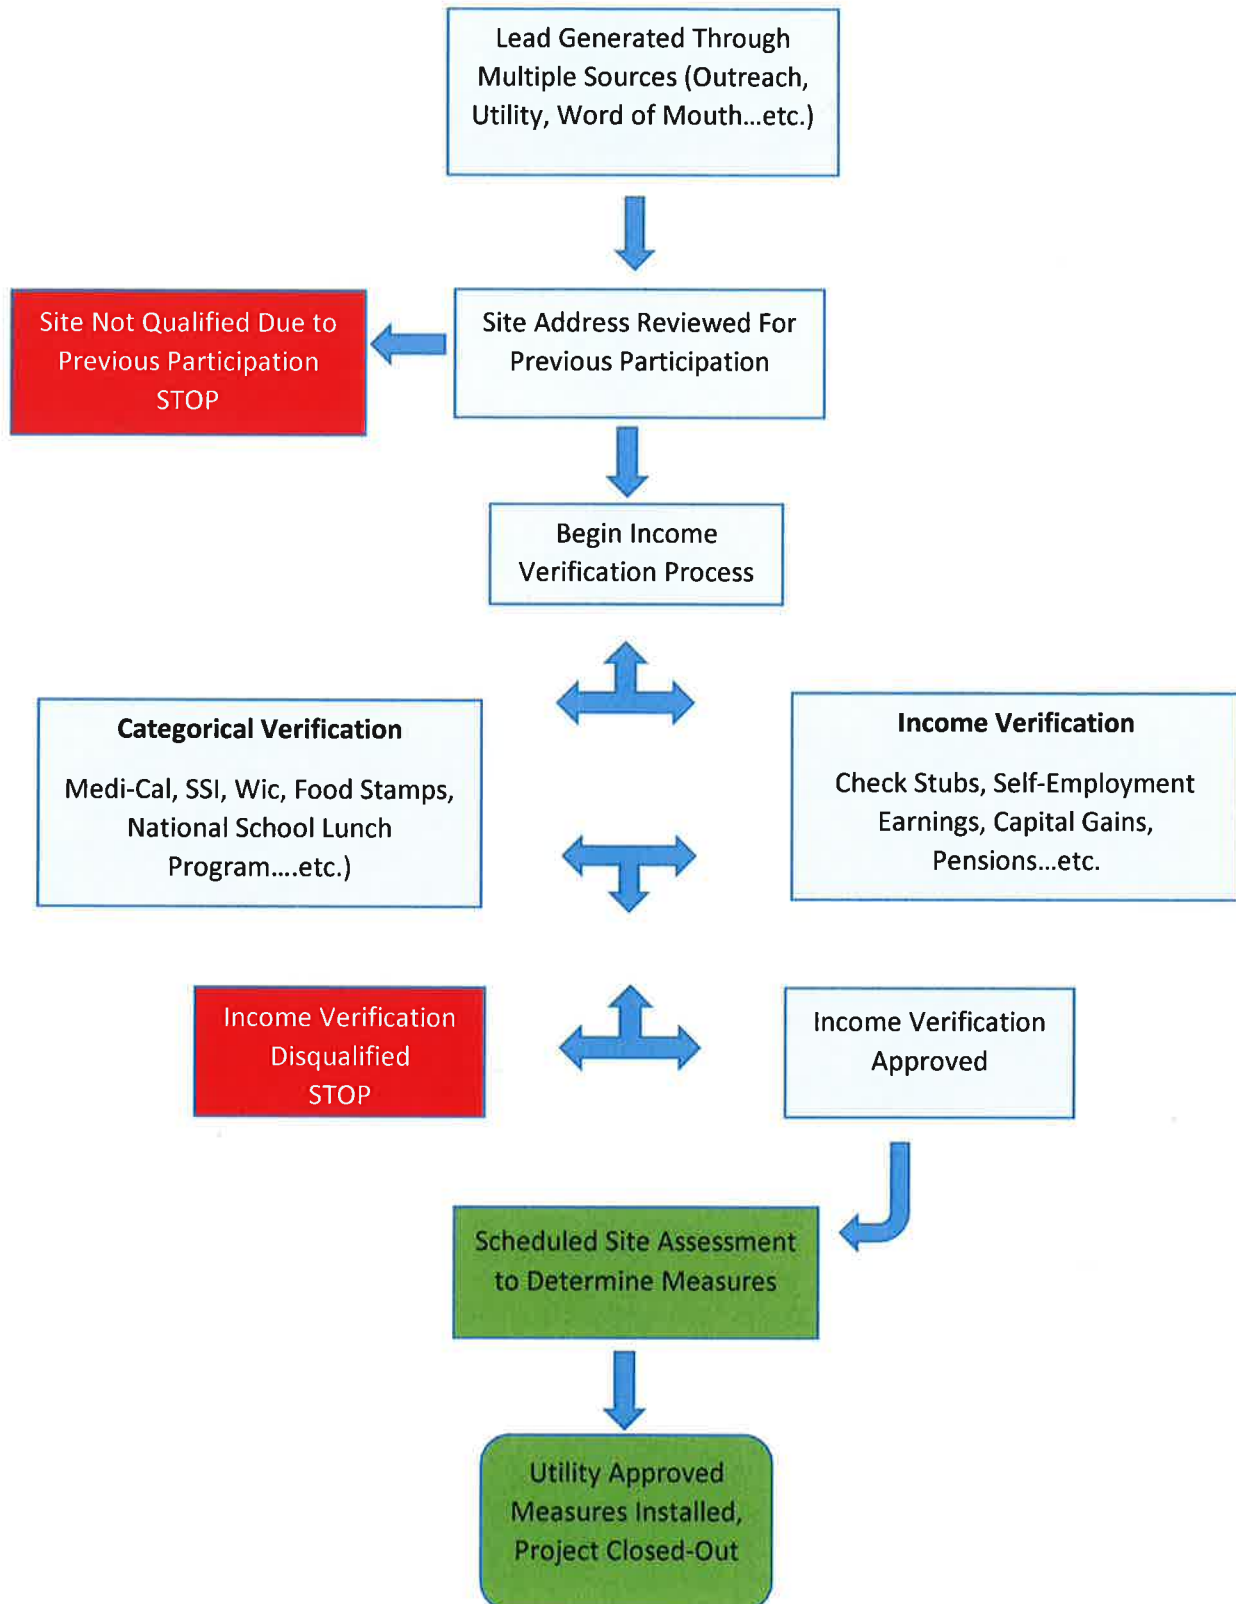 Lead Generated Through
Multiple Sources (Outreach,
Utility, Word of Mouth...etc.)
Site Not Qualified Due to
Previous Participation
STOP
Site Address Reviewed For
Previous Participation
Begin Income
Verification Process
Categorical Verification
Medi-Cal, SSI, Wic, Food Stamps,
National School Lunch
Program....etc.)
Income Verification
Check Stubs, Self-Employment
Earnings, Capital Gains,
Pensions...etc.
Income Verification
Disqualified
STOP
Income Verification
Approved
Scheduled Site Assessment
to Determine Measures
Utility Approved
Measures Installed,
Project Closed-Out